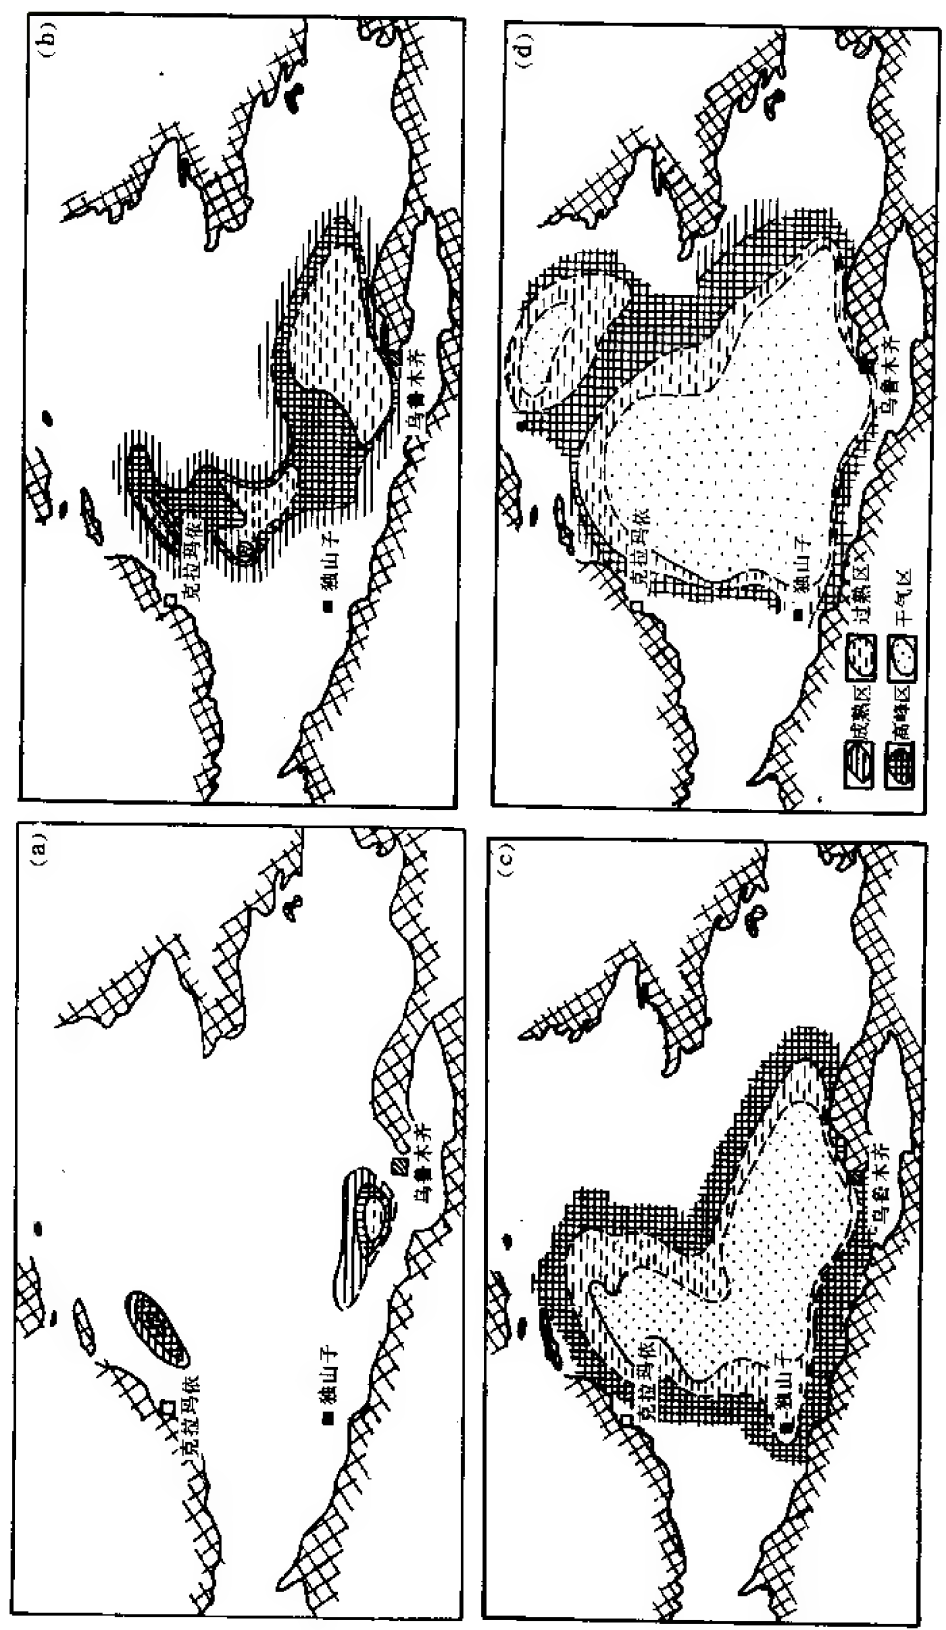 (a)
克拉玛依
独山子
乌鲁木齐
(b)
克拉玛依
独山子
乌鲁木齐
(c)
克拉玛依
独山子
乌鲁木齐
(d)
克拉玛依
独山子
乌鲁木齐
成熟区 过熟区
高峰区 干气区